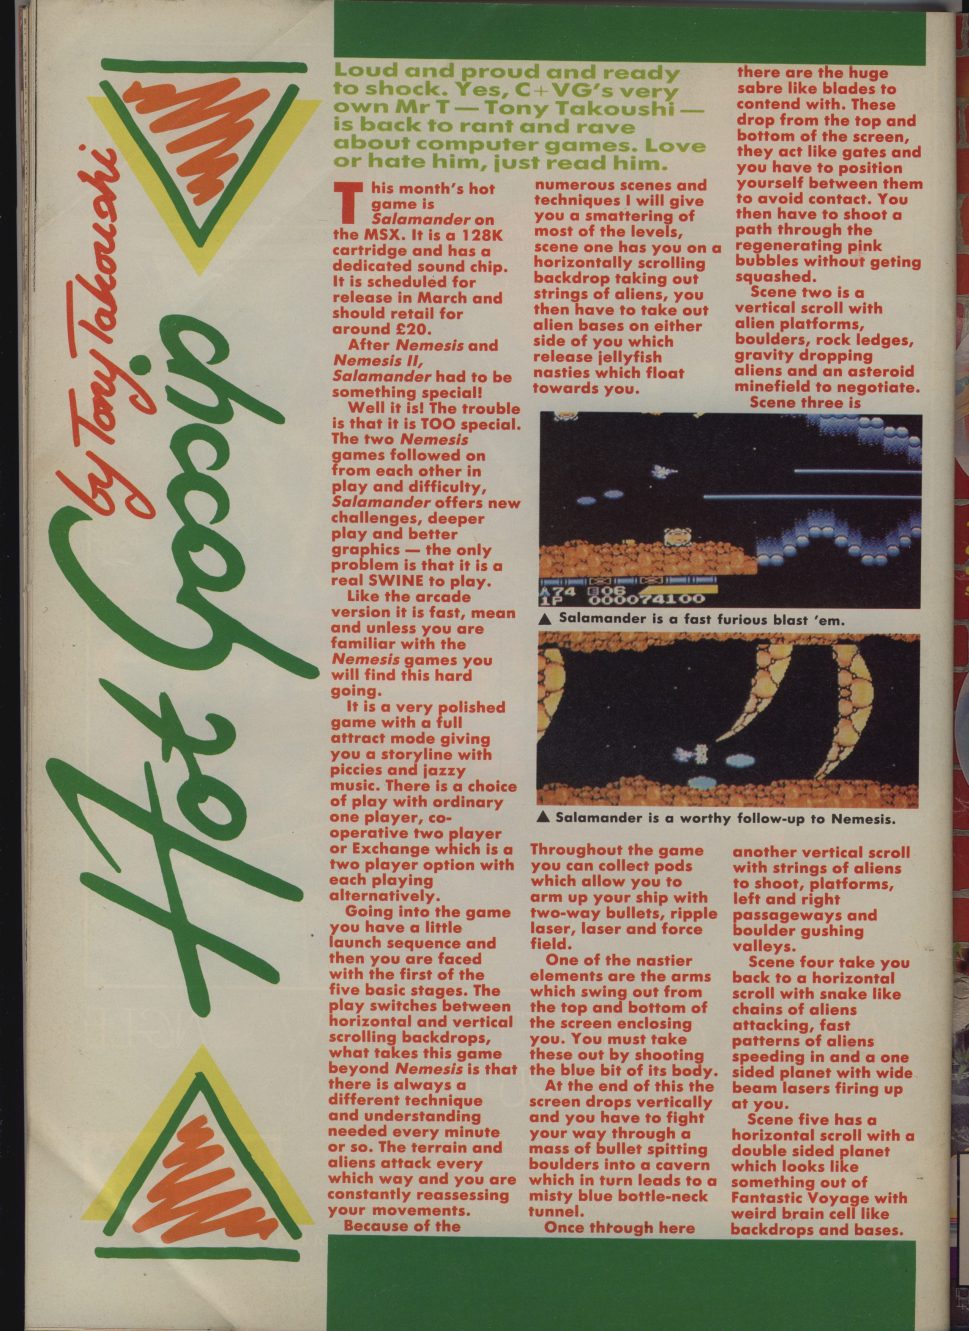 Hot Gossip
by Tony Takoushi
Loud and proud and ready
to shock. Yes, C+VG's very
own Mr T — Tony Takoushi —
is back to rant and rave
about computer games. Love
or hate him, just read him.
This month's hot
game is
Salamander on
the MSX. It is a 128K
cartridge and has a
dedicated sound chip.
It is scheduled for
release in March and
should retail for
around £20.
After Nemesis and
Nemesis II,
Salamander had to be
something special!
Well it is! The trouble
is that it is TOO special.
The two Nemesis
games followed on
from each other in
play and difficulty,
Salamander offers new
challenges, deeper
play and better
graphics — the only
problem is that it is a
real SWINE to play.
Like the arcade
version it is fast, mean
and unless you are
familiar with the
Nemesis games you
will find this hard
going.
It is a very polished
game with a full
attract mode giving
you a storyline with
piccies and jazzy
music. There is a choice
of play with ordinary
one player, co-
operative two player
or Exchange which is a
two player option with
each playing
alternatively.
Going into the game
you have a little
launch sequence and
then you are faced
with the first of the
five basic stages. The
play switches between
horizontal and vertical
scrolling backdrops,
what takes this game
beyond Nemesis is that
there is always a
different technique
and understanding
needed every minute
or so. The terrain and
aliens attack every
which way and you are
constantly reassessing
your movements.
Because of the
numerous scenes and
techniques I will give
you a smattering of
most of the levels,
scene one has you on a
horizontally scrolling
backdrop taking out
strings of aliens, you
then have to take out
alien bases on either
side of you which
release jellyfish
nasties which float
towards you.
A74 B06
1P 000074100
▲ Salamander is a fast furious blast 'em.
▲ Salamander is a worthy follow-up to Nemesis.
Throughout the game
you can collect pods
which allow you to
arm up your ship with
two-way bullets, ripple
laser, laser and force
field.
One of the nastier
elements are the arms
which swing out from
the top and bottom of
the screen enclosing
you. You must take
these out by shooting
the blue bit of its body.
At the end of this the
screen drops vertically
and you have to fight
your way through a
mass of bullet spitting
boulders into a cavern
which in turn leads to a
misty blue bottle-neck
tunnel.
Once through here
there are the huge
sabre like blades to
contend with. These
drop from the top and
bottom of the screen,
they act like gates and
you have to position
yourself between them
to avoid contact. You
then have to shoot a
path through the
regenerating pink
bubbles without geting
squashed.
Scene two is a
vertical scroll with
alien platforms,
boulders, rock ledges,
gravity dropping
aliens and an asteroid
minefield to negotiate.
Scene three is
another vertical scroll
with strings of aliens
to shoot, platforms,
left and right
passageways and
boulder gushing
valleys.
Scene four take you
back to a horizontal
scroll with snake like
chains of aliens
attacking, fast
patterns of aliens
speeding in and a one
sided planet with wide
beam lasers firing up
at you.
Scene five has a
horizontal scroll with a
double sided planet
which looks like
something out of
Fantastic Voyage with
weird brain cell like
backdrops and bases.